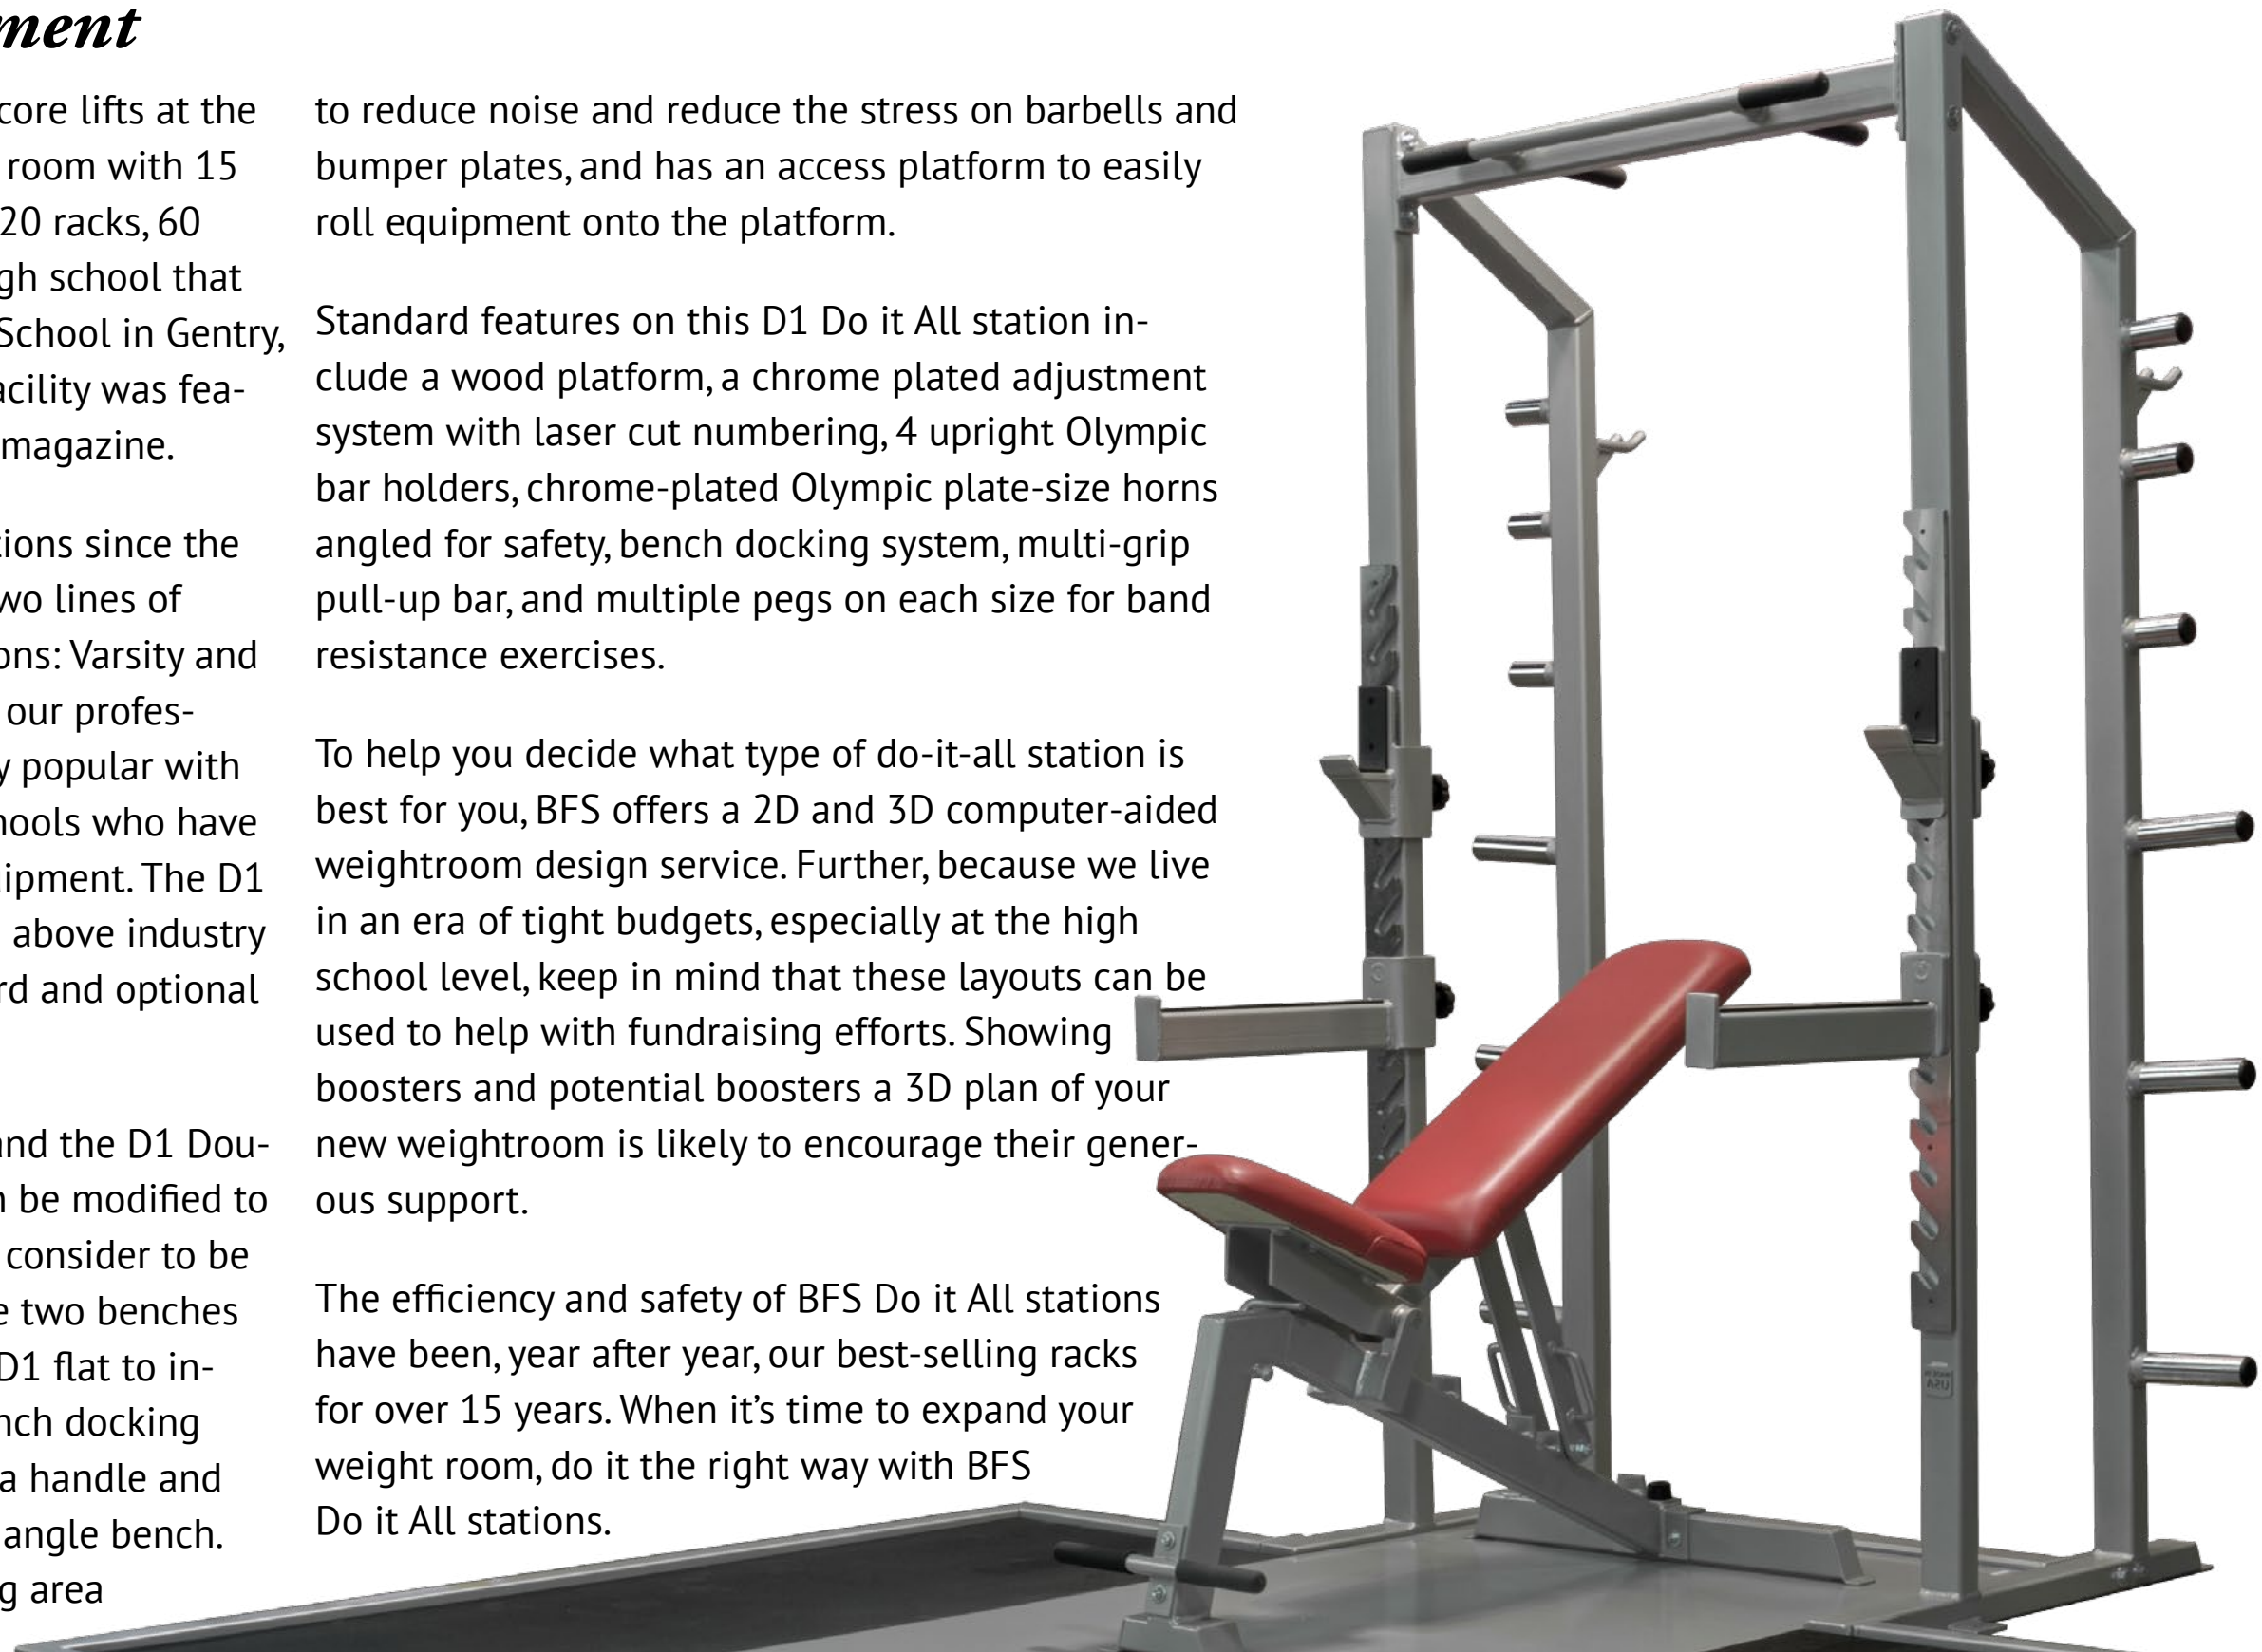 ment
core lifts at the
room with 15
20 racks, 60
gh school that
School in Gentry,
acility was fea-
magazine.
tions since the
wo lines of
ons: Varsity and
our profes-
y popular with
hools who have
uipment. The D1
above industry
rd and optional
and the D1 Dou-
n be modified to
consider to be
e two benches
D1 flat to in-
nch docking
a handle and
angle bench.
g area
to reduce noise and reduce the stress on barbells and
bumper plates, and has an access platform to easily
roll equipment onto the platform.
Standard features on this D1 Do it All station in-
clude a wood platform, a chrome plated adjustment
system with laser cut numbering, 4 upright Olympic
bar holders, chrome-plated Olympic plate-size horns
angled for safety, bench docking system, multi-grip
pull-up bar, and multiple pegs on each size for band
resistance exercises.
To help you decide what type of do-it-all station is
best for you, BFS offers a 2D and 3D computer-aided
weightroom design service. Further, because we live
in an era of tight budgets, especially at the high
school level, keep in mind that these layouts can be
used to help with fundraising efforts. Showing
boosters and potential boosters a 3D plan of your
new weightroom is likely to encourage their gener-
ous support.
The efficiency and safety of BFS Do it All stations
have been, year after year, our best-selling racks
for over 15 years. When it’s time to expand your
weight room, do it the right way with BFS
Do it All stations.
USA